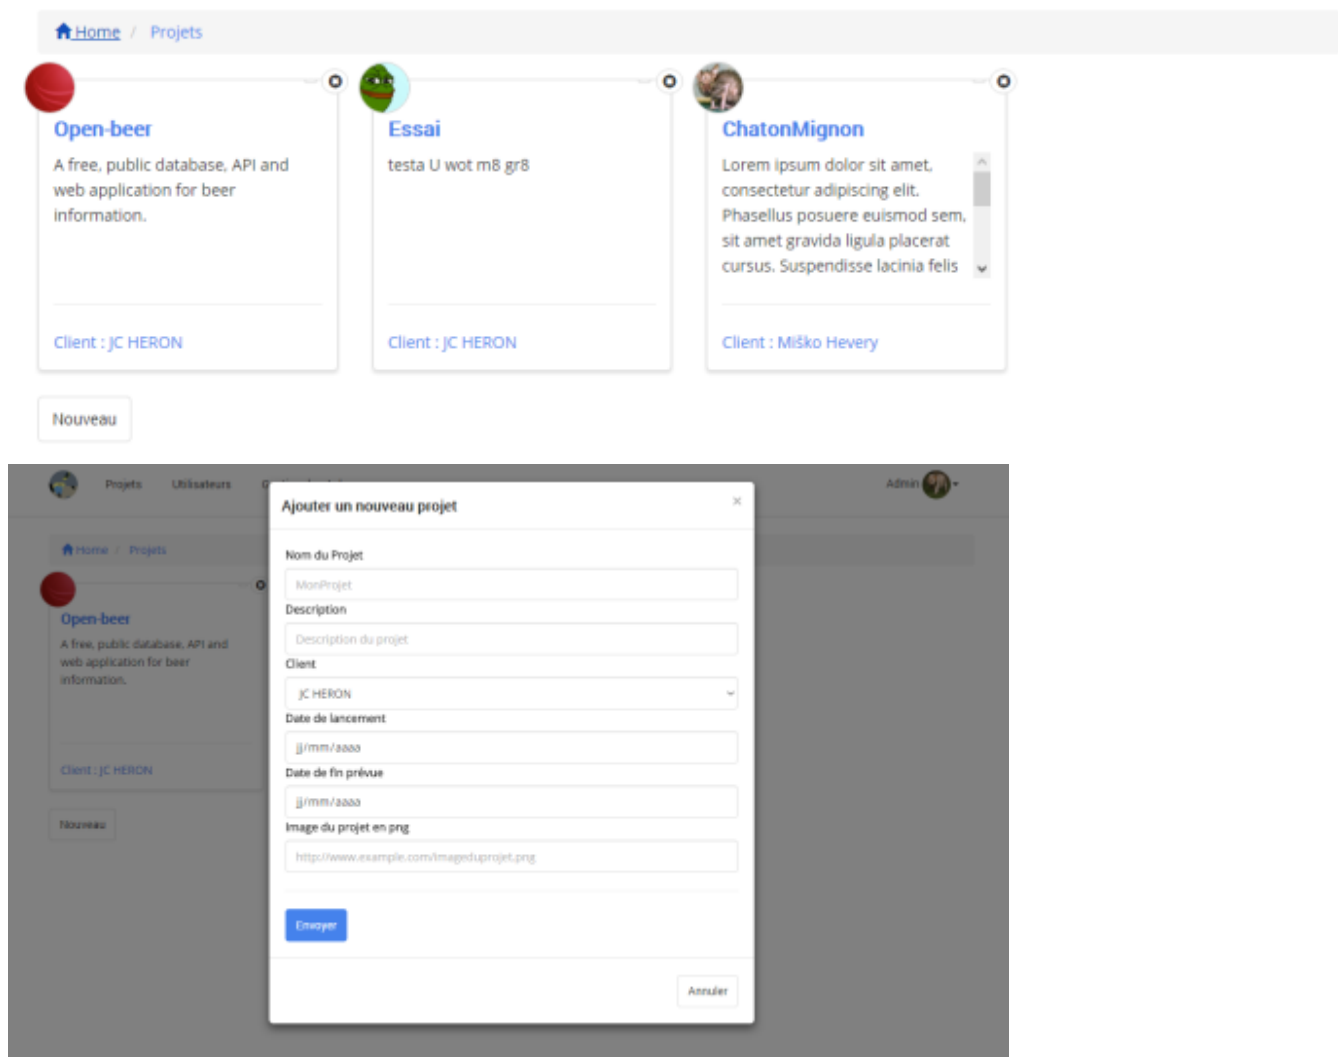 Home / Projets
Open-beer
A free, public database, API and
web application for beer
information.
Client : JC HERON
Essai
testa U wot m8 gr8
Client : JC HERON
ChatonMignon
Lorem ipsum dolor sit amet,
consectetur adipiscing elit.
Phasellus posuere euismod sem,
sit amet gravida ligula placerat
cursus. Suspendisse lacinia felis
Client : Miško Hevery
Nouveau
Projets Utilisateurs
Admin
Home / Projets
Open-beer
A free, public database, API and
web application for beer
information.
Client : JC HERON
Nouveau
Ajouter un nouveau projet ×
Nom du Projet
MonProjet
Description
Description du projet
Client
JC HERON
Date de lancement
jj/mm/aaaa
Date de fin prévue
jj/mm/aaaa
Image du projet en png
http://www.example.com/imageduprojet.png
Envoyer
Annuler